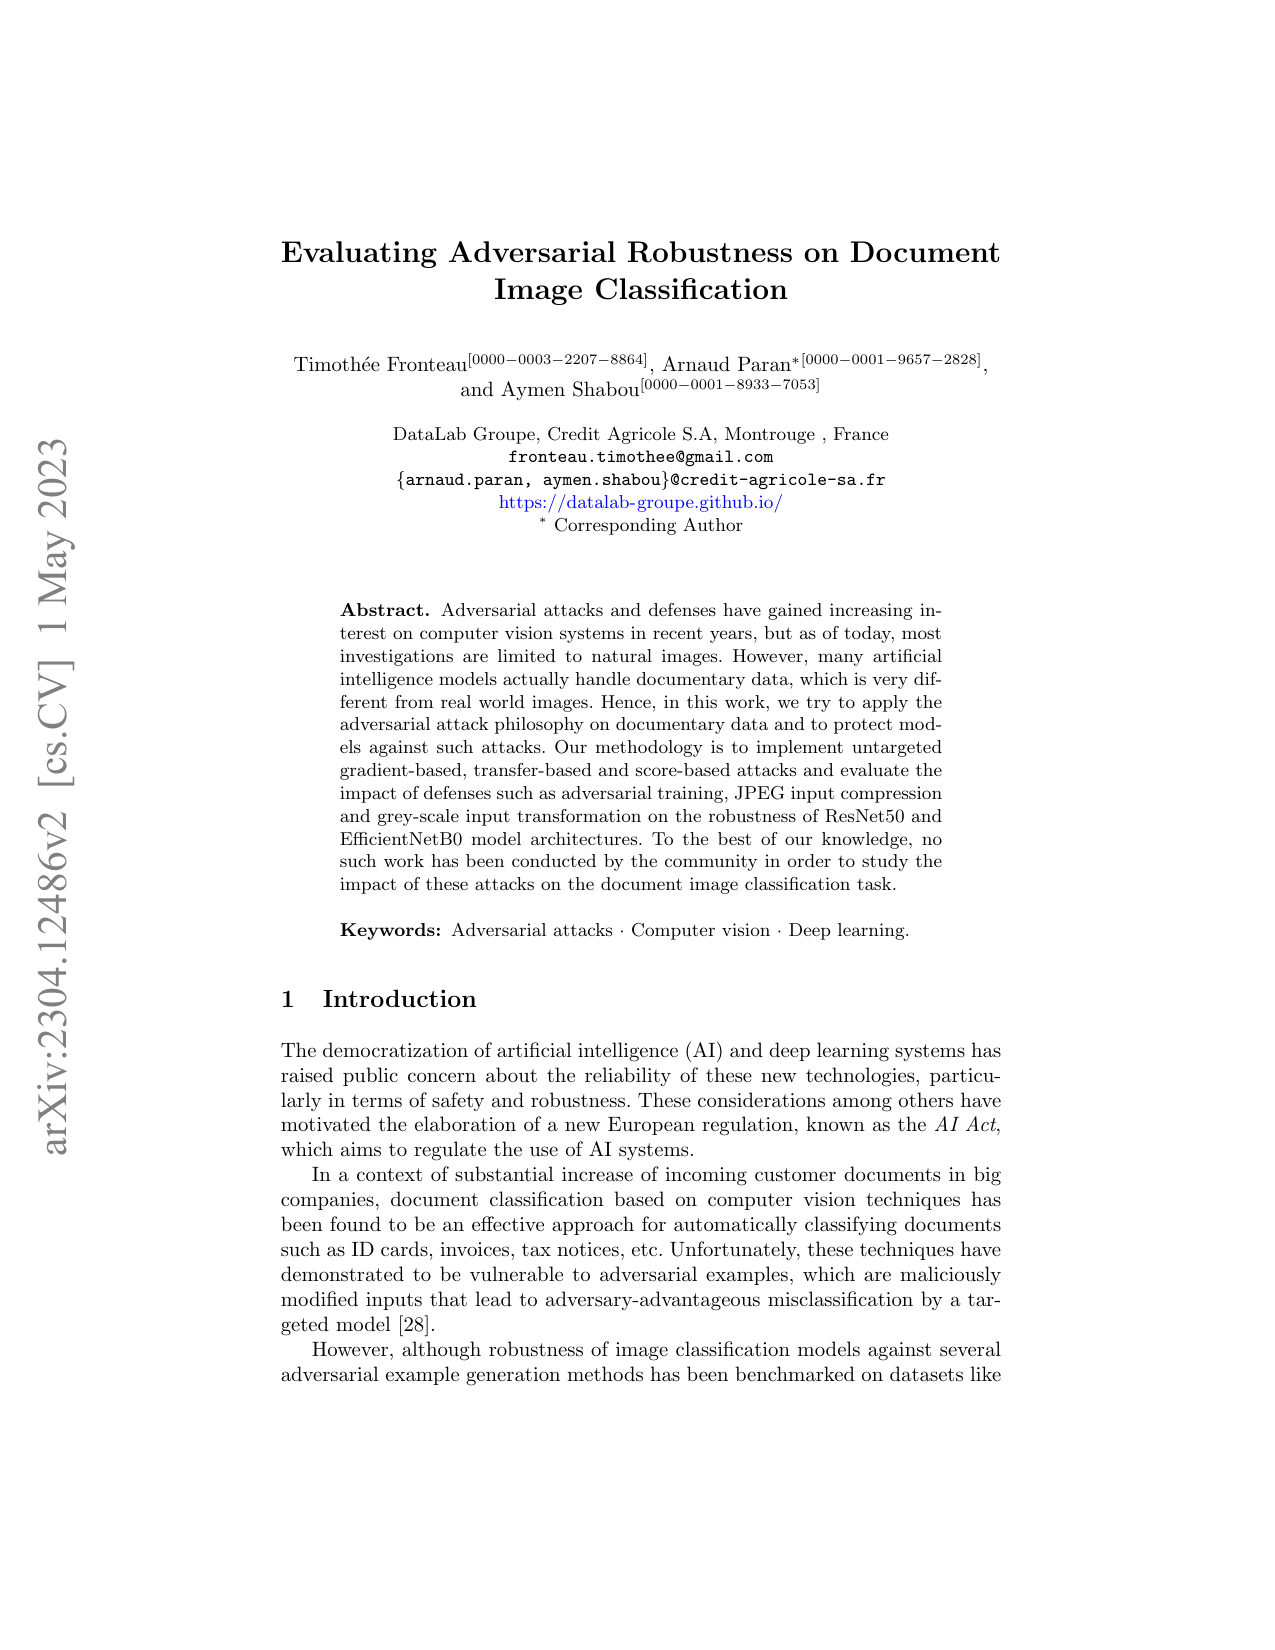 Evaluating Adversarial Robustness on Document
Image Classification
Timothée Fronteau[0000−0003−2207−8864], Arnaud Paran*[0000−0001−9657−2828],
and Aymen Shabou[0000−0001−8933−7053]
DataLab Groupe, Credit Agricole S.A, Montrouge , France
fronteau.timothee@gmail.com
{arnaud.paran, aymen.shabou}@credit-agricole-sa.fr
https://datalab-groupe.github.io/
* Corresponding Author
Abstract. Adversarial attacks and defenses have gained increasing in-
terest on computer vision systems in recent years, but as of today, most
investigations are limited to natural images. However, many artificial
intelligence models actually handle documentary data, which is very dif-
ferent from real world images. Hence, in this work, we try to apply the
adversarial attack philosophy on documentary data and to protect mod-
els against such attacks. Our methodology is to implement untargeted
gradient-based, transfer-based and score-based attacks and evaluate the
impact of defenses such as adversarial training, JPEG input compression
and grey-scale input transformation on the robustness of ResNet50 and
EfficientNetB0 model architectures. To the best of our knowledge, no
such work has been conducted by the community in order to study the
impact of these attacks on the document image classification task.
Keywords: Adversarial attacks · Computer vision · Deep learning.
1 Introduction
The democratization of artificial intelligence (AI) and deep learning systems has
raised public concern about the reliability of these new technologies, particu-
larly in terms of safety and robustness. These considerations among others have
motivated the elaboration of a new European regulation, known as the AI Act,
which aims to regulate the use of AI systems.
In a context of substantial increase of incoming customer documents in big
companies, document classification based on computer vision techniques has
been found to be an effective approach for automatically classifying documents
such as ID cards, invoices, tax notices, etc. Unfortunately, these techniques have
demonstrated to be vulnerable to adversarial examples, which are maliciously
modified inputs that lead to adversary-advantageous misclassification by a tar-
geted model [28].
However, although robustness of image classification models against several
adversarial example generation methods has been benchmarked on datasets like
arXiv:2304.12486v2 [cs.CV] 1 May 2023